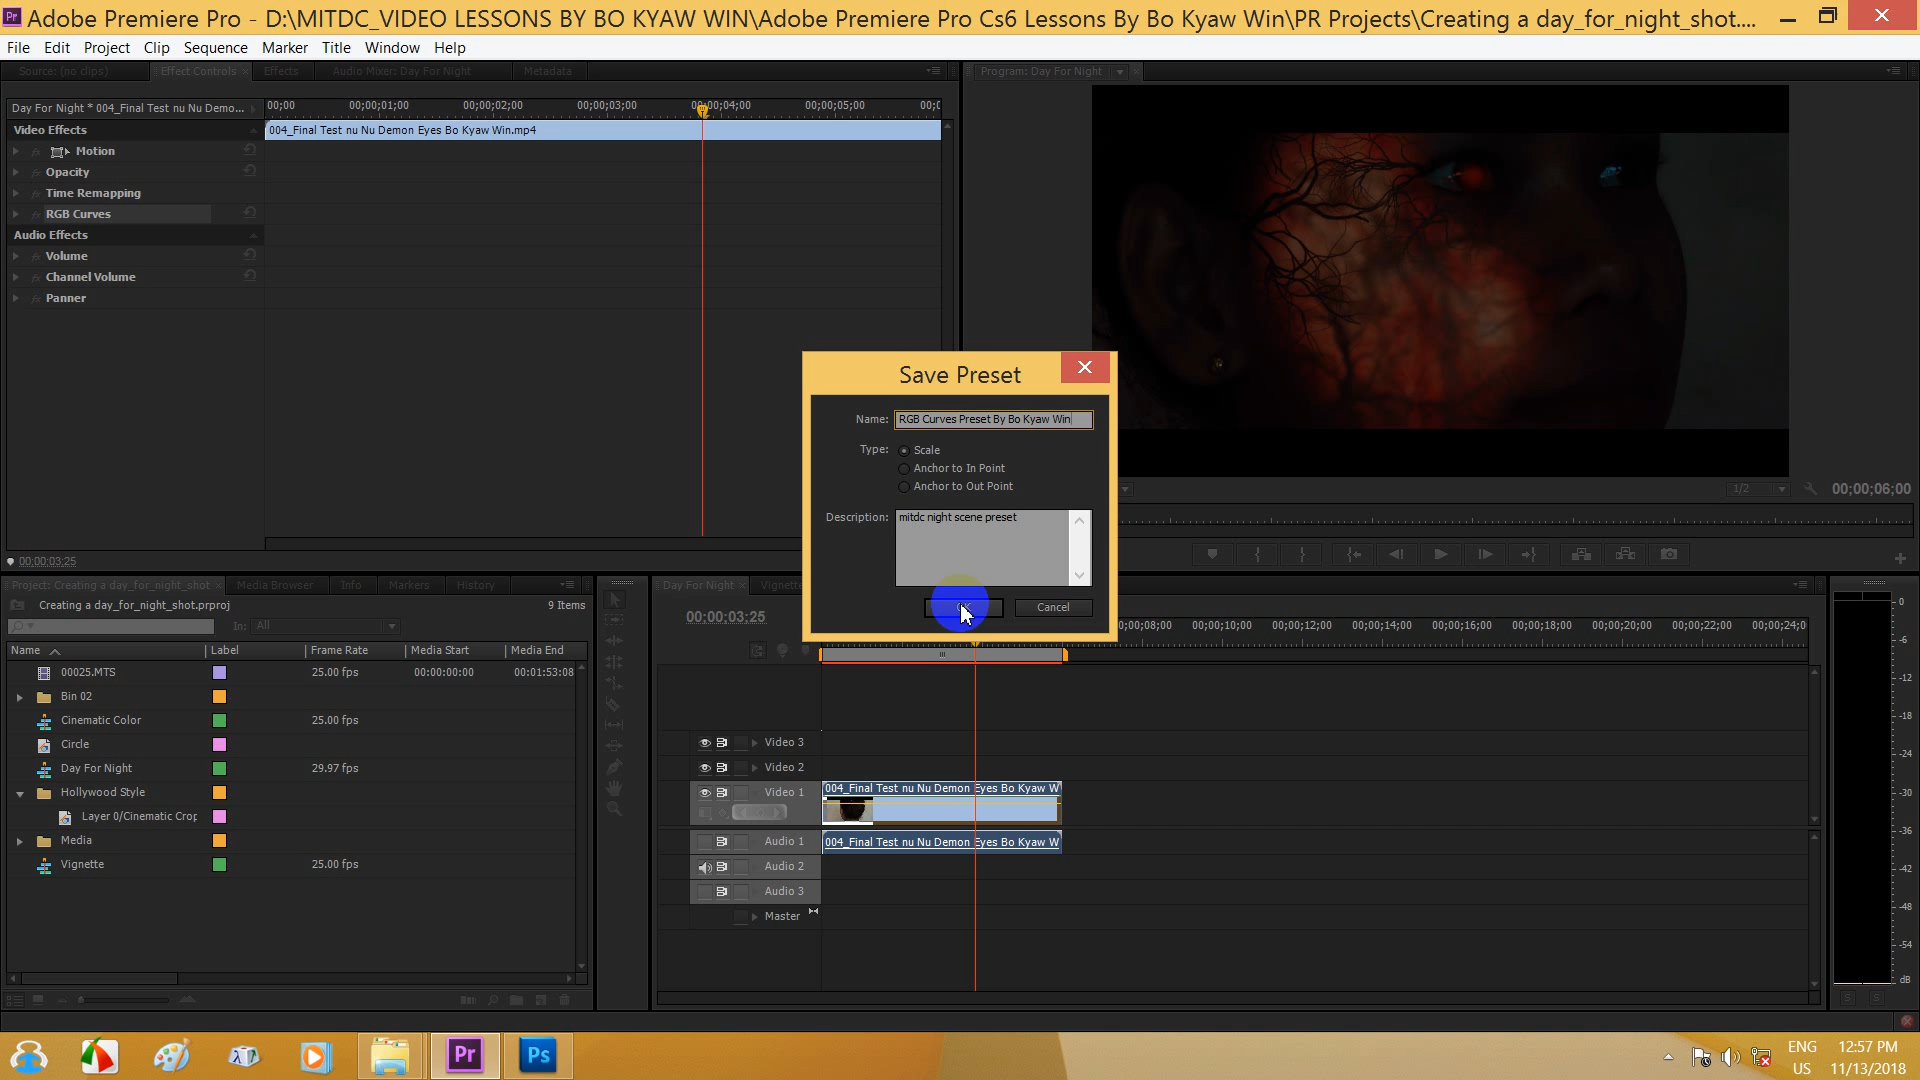 Adobe Premiere Pro - D:\MITDC_VIDEO LESSONS BY BO KYAW WIN\Adobe Premiere Pro Cs6 Lessons By Bo Kyaw Win\PR Projects\Creating a day_for_night_shot....
File Edit Project Clip Sequence Marker Title Window Help
Source: (no clips) Effect Controls Effects Audio Mixer: Day For Night Metadata
Program: Day For Night
Day For Night * 004_Final Test nu Nu Demo...
00;00 00;00;01;00 00;00;02;00 00;00;03;00 00;00;04;00 00;00;05;00
Video Effects
004_Final Test nu Nu Demon Eyes Bo Kyaw Win.mp4
Motion
Opacity
Time Remapping
RGB Curves
Audio Effects
Volume
Channel Volume
Panner
00;00;03;25
1/2 00;00;06;00
Save Preset
Name: RGB Curves Preset By Bo Kyaw Win
Type: Scale
Anchor to In Point
Anchor to Out Point
Description: mitdc night scene preset
Cancel
Project: Creating a day_for_night_shot Media Browser Info Markers History
Creating a day_for_night_shot.prproj 9 Items
In: All
Name Label Frame Rate Media Start Media End
00025.MTS 25.00 fps 00:00:00:00 00:01:53:08
Bin 02
Cinematic Color 25.00 fps
Circle
Day For Night 29.97 fps
Hollywood Style
Layer 0/Cinematic Crop
Media
Vignette 25.00 fps
Day For Night Vignette
00;00;03;25
00;00;10;00 00;00;12;00 00;00;14;00 00;00;16;00 00;00;18;00 00;00;20;00 00;00;22;00
Video 3
Video 2
Video 1 004_Final Test nu Nu Demon Eyes Bo Kyaw W
Audio 1 004_Final Test nu Nu Demon Eyes Bo Kyaw W
Audio 2
Audio 3
Master
0
-6
-12
-18
-24
-30
-36
-42
-48
-54
dB
S S
Pr Ps
ENG 12:57 PM
US 11/13/2018